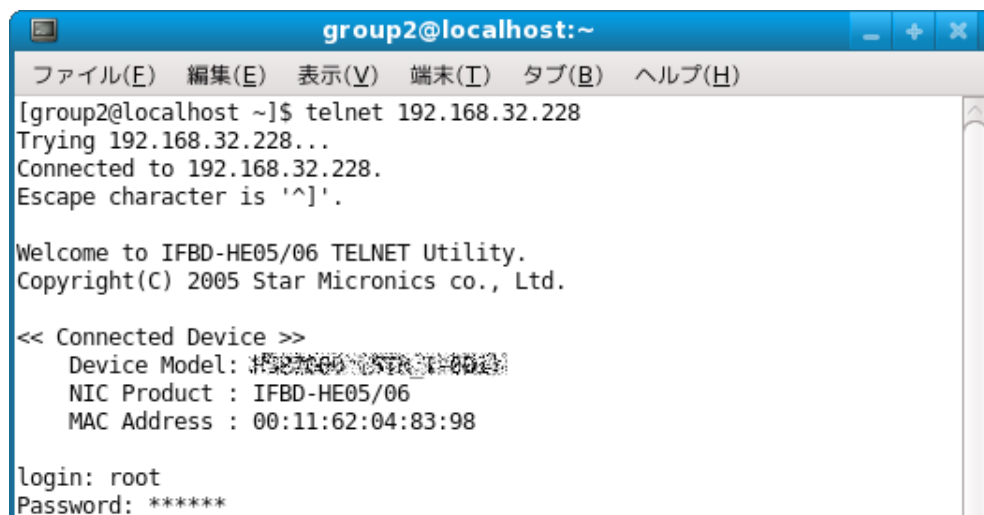 group2@localhost:~
ファイル(F) 編集(E) 表示(V) 端末(T) タブ(B) ヘルプ(H)
[group2@localhost ~]$ telnet 192.168.32.228
Trying 192.168.32.228...
Connected to 192.168.32.228.
Escape character is '^]'.
Welcome to IFBD-HE05/06 TELNET Utility.
Copyright(C) 2005 Star Micronics co., Ltd.
<< Connected Device >>
Device Model:
NIC Product : IFBD-HE05/06
MAC Address : 00:11:62:04:83:98
login: root
Password: ******